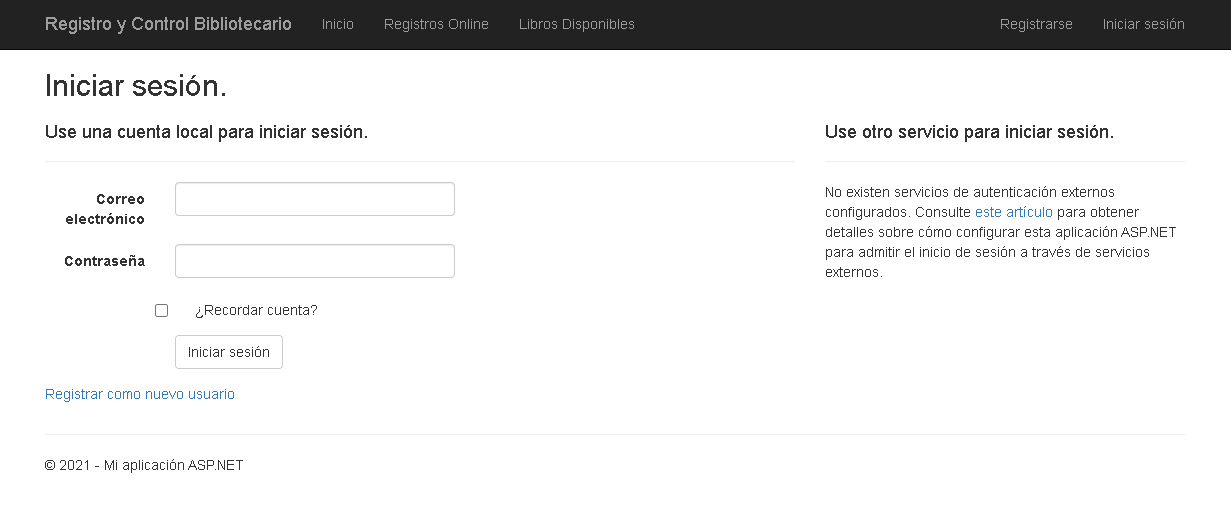 Registro y Control Bibliotecario Inicio Registros Online Libros Disponibles Registrarse Iniciar sesión
Iniciar sesión.
Use una cuenta local para iniciar sesión.
Correo
electrónico
Contraseña
¿Recordar cuenta?
Iniciar sesión
Registrar como nuevo usuario
Use otro servicio para iniciar sesión.
No existen servicios de autenticación externos
configurados. Consulte este artículo para obtener
detalles sobre cómo configurar esta aplicación ASP.NET
para admitir el inicio de sesión a través de servicios
externos.
© 2021 - Mi aplicación ASP.NET